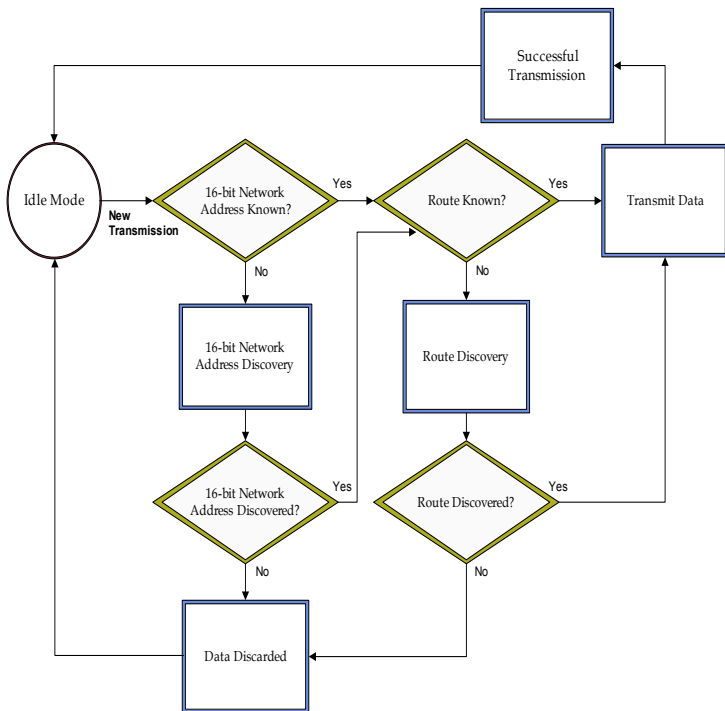 Successful
Transmission
Idle Mode
New
Transmission
16-bit Network
Address Known?
Yes
Route Known?
Yes
Transmit Data
No
No
16-bit Network
Address Discovery
Route Discovery
16-bit Network
Address Discovered?
Yes
Route Discovered?
Yes
No
No
Data Discarded